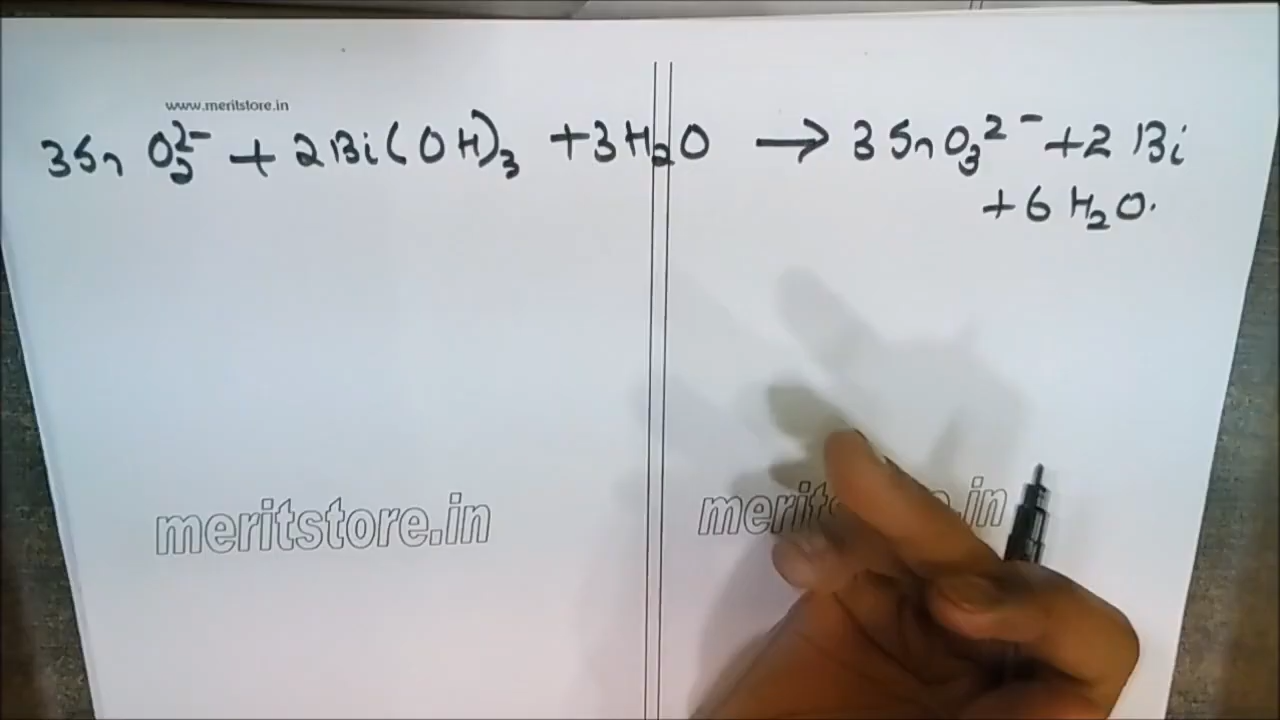 www.meritstore.in
3SnO₂²⁻ + 2Bi(OH)₃ + 3H₂O → 3SnO₃²⁻ + 2Bi
+ 6H₂O.
meritstore.in